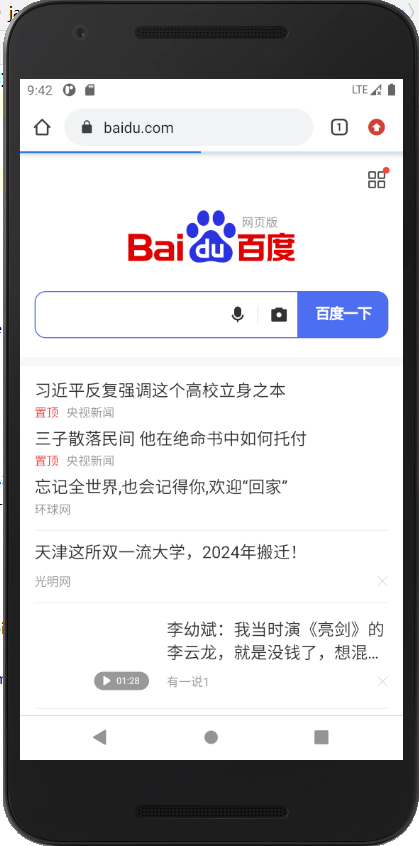 9:42
LTE
baidu.com
1
网页版
Bai du 百度
百度一下
习近平反复强调这个高校立身之本
置顶 央视新闻
三子散落民间 他在绝命书中如何托付
置顶 央视新闻
忘记全世界,也会记得你,欢迎“回家”
环球网
天津这所双一流大学，2024年搬迁！
光明网
李幼斌：我当时演《亮剑》的
李云龙，就是没钱了，想混...
01:28
有一说1